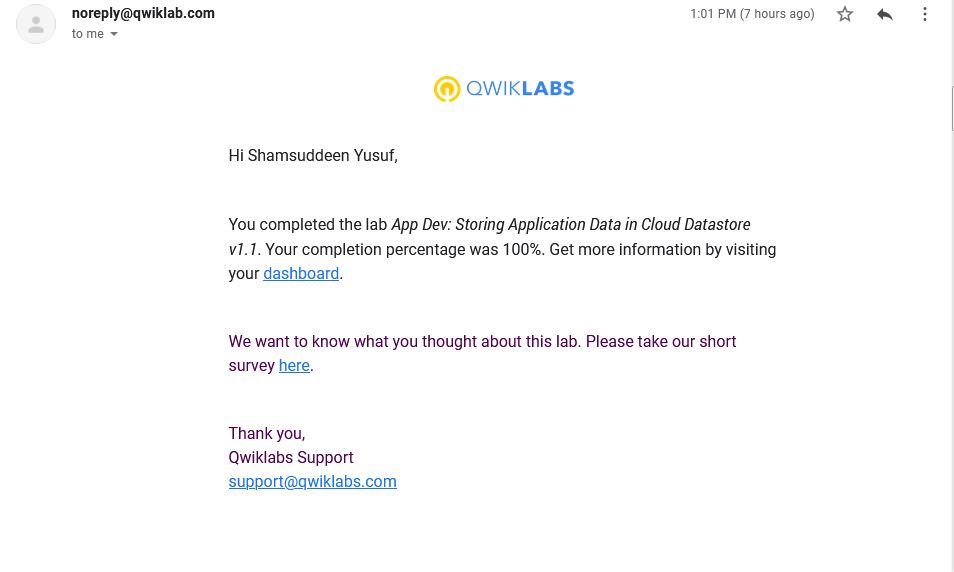 noreply@qwiklab.com
1:01 PM (7 hours ago)
to me
QWIKLABS
Hi Shamsuddeen Yusuf,
You completed the lab App Dev: Storing Application Data in Cloud Datastore
v1.1. Your completion percentage was 100%. Get more information by visiting
your dashboard.
We want to know what you thought about this lab. Please take our short
survey here.
Thank you,
Qwiklabs Support
support@qwiklabs.com